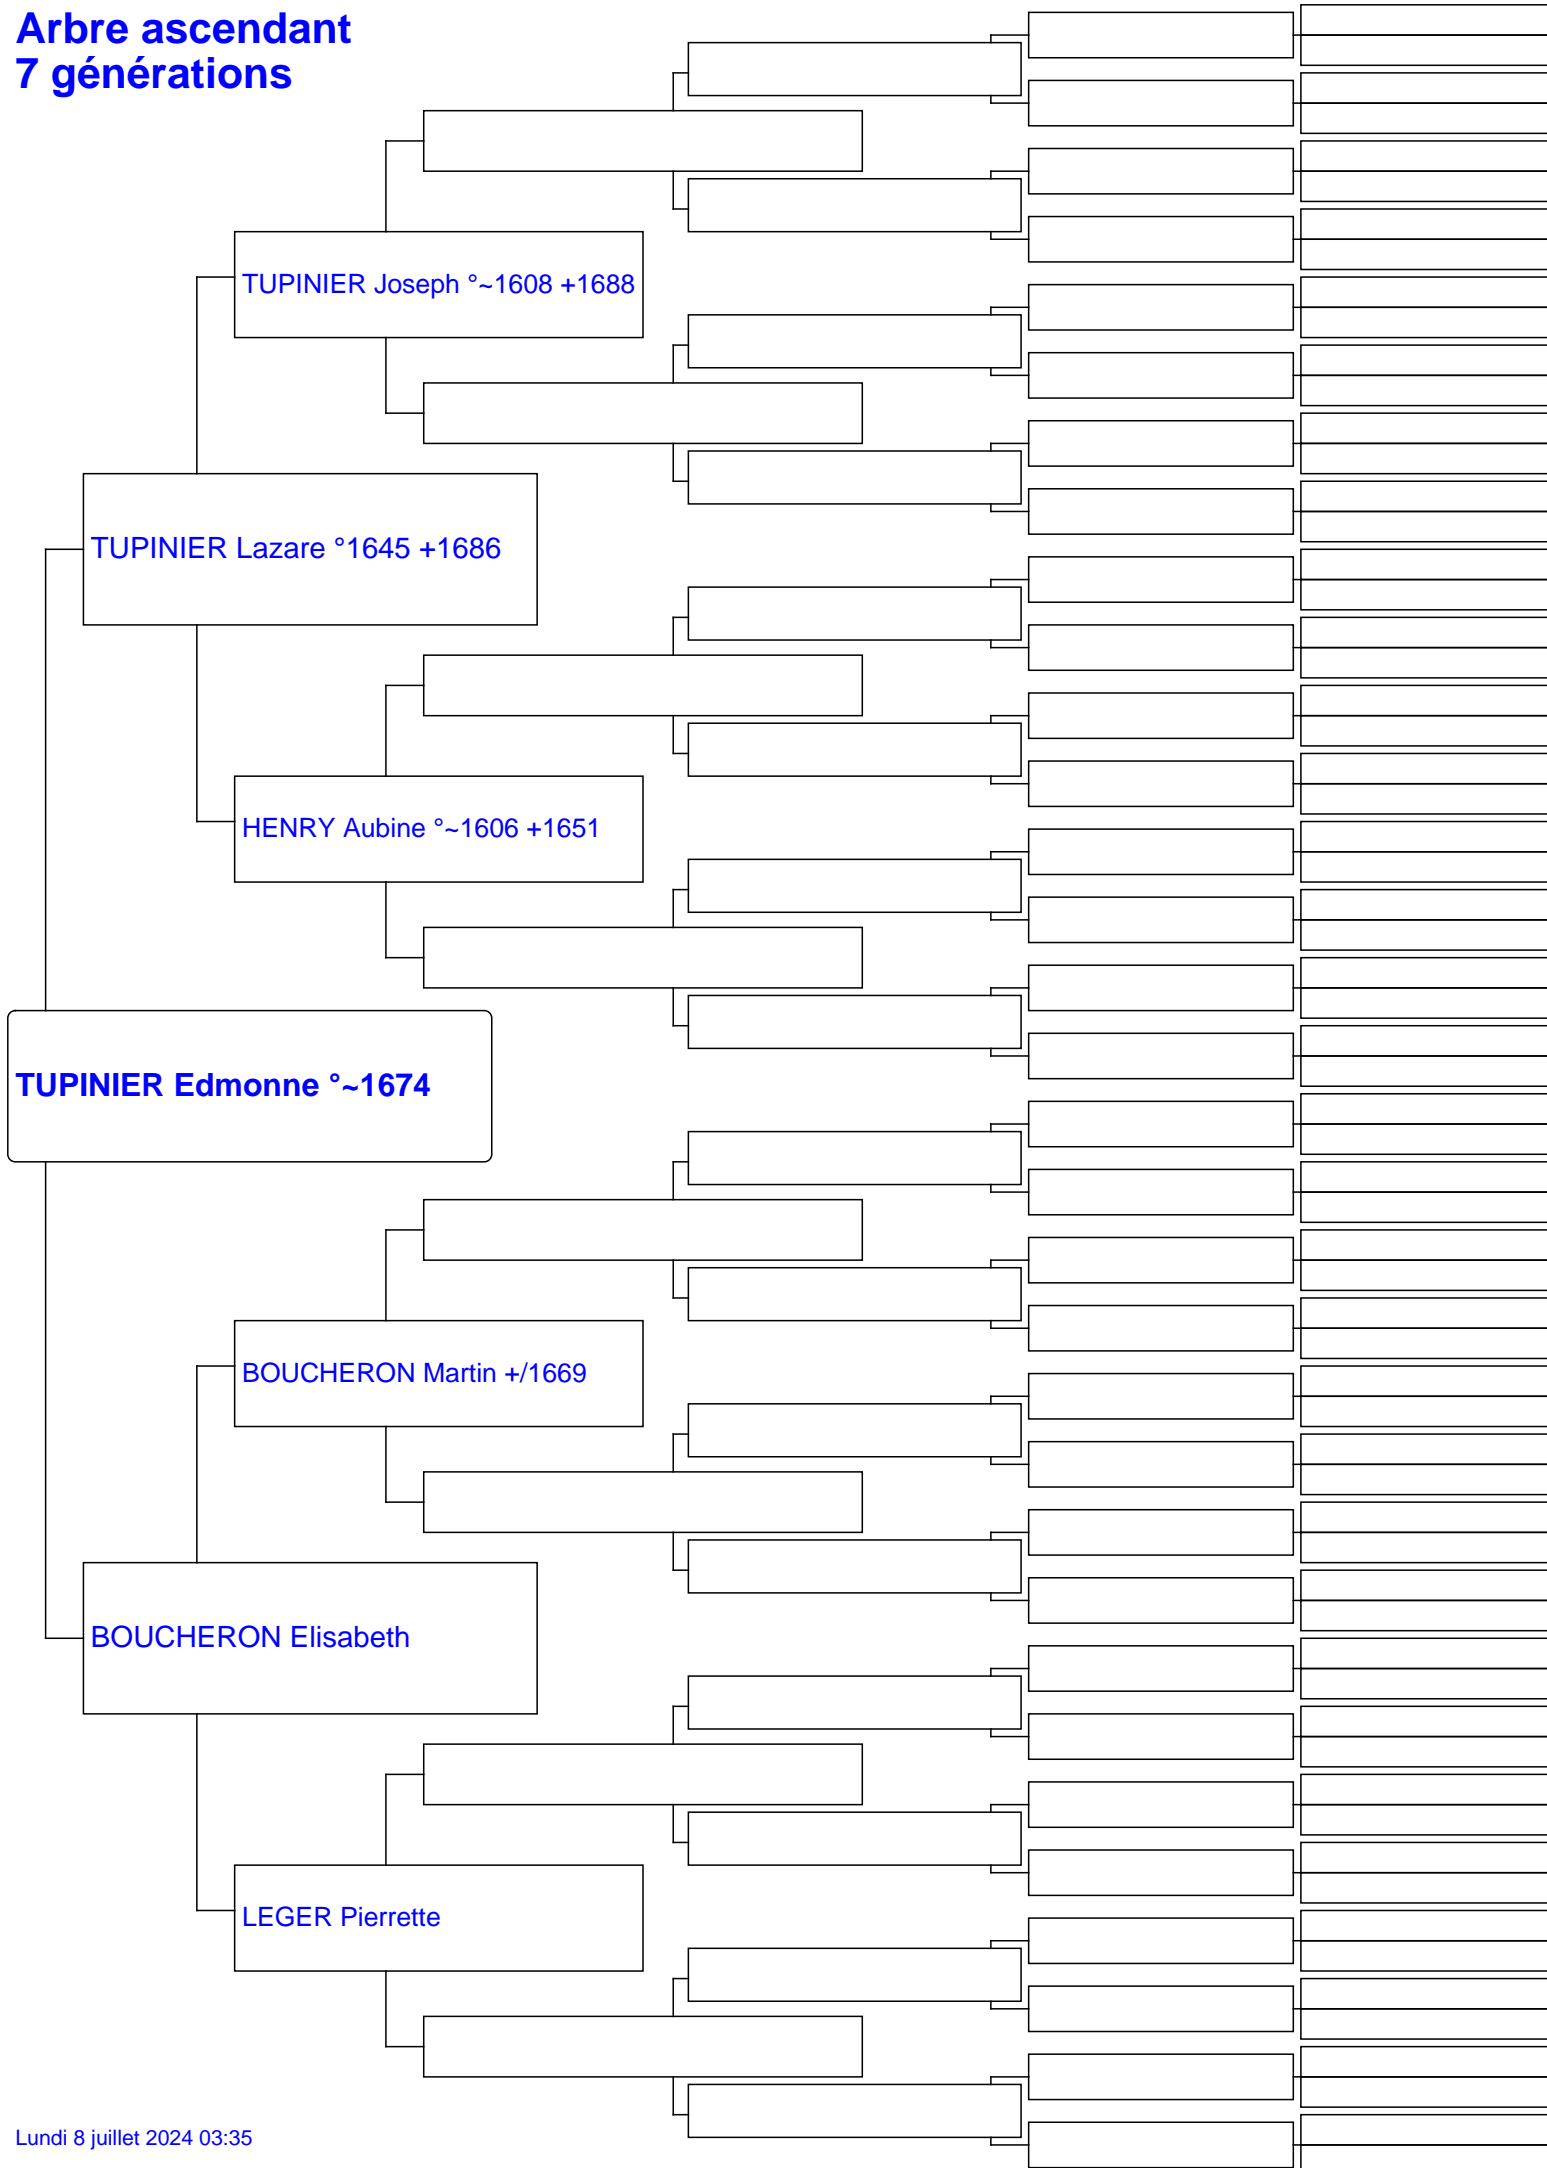 Arbre ascendant
7 générations
TUPINIER Joseph °~1608 +1688
TUPINIER Lazare °1645 +1686
HENRY Aubine °~1606 +1651
TUPINIER Edmonne °~1674
BOUCHERON Martin +/1669
BOUCHERON Elisabeth
LEGER Pierrette
Lundi 8 juillet 2024 03:35